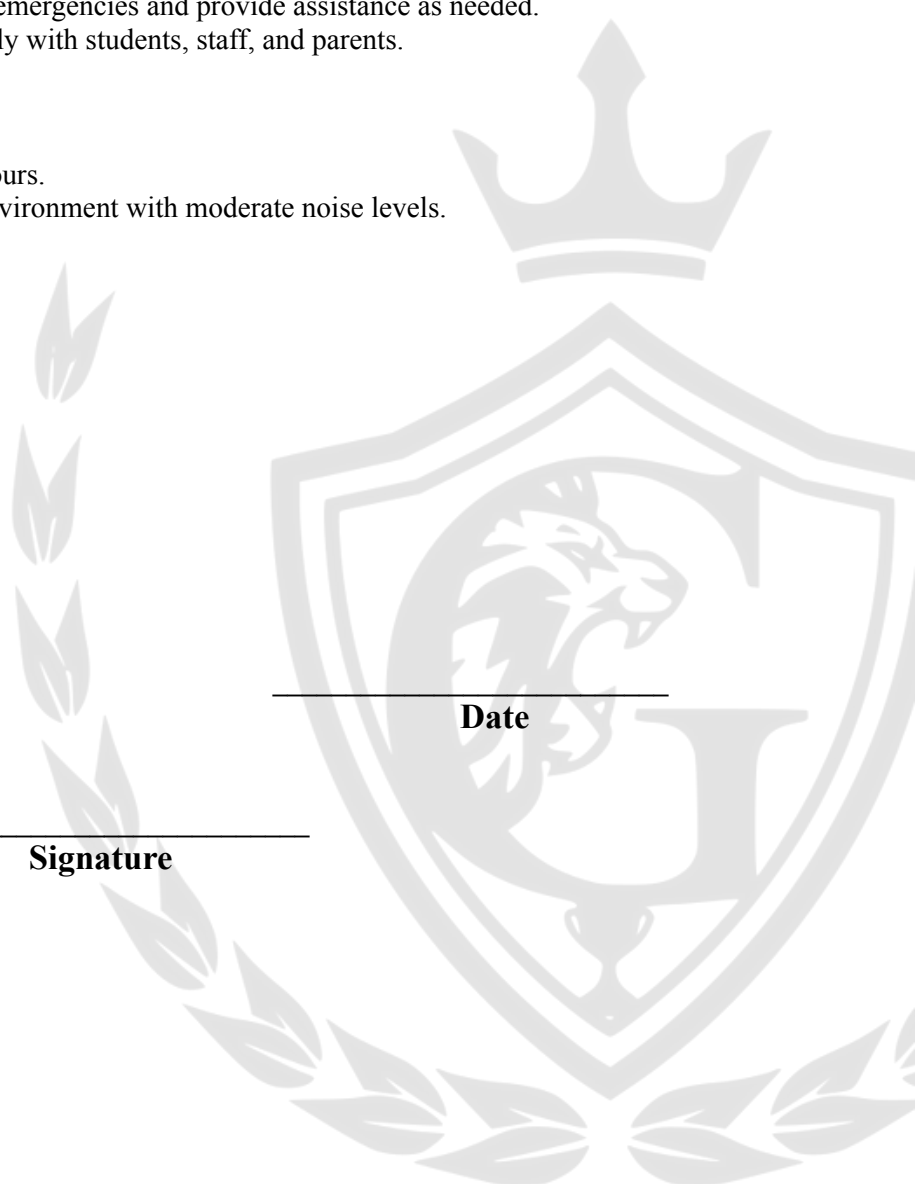 emergencies and provide assistance as needed.
ly with students, staff, and parents.
ours.
vironment with moderate noise levels.
Date
Signature
G